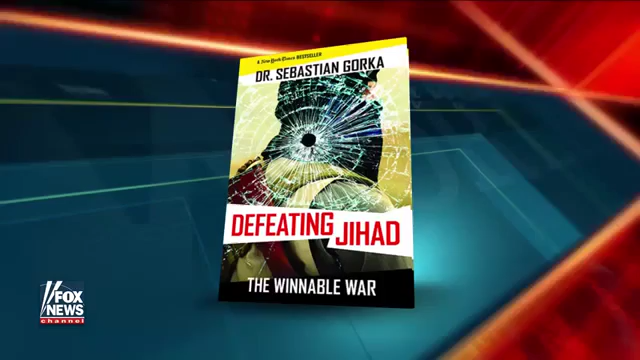 A New York Times BESTSELLER
DR. SEBASTIAN GORKA
DEFEATING
JIHAD
THE WINNABLE WAR
FOX
NEWS
channel